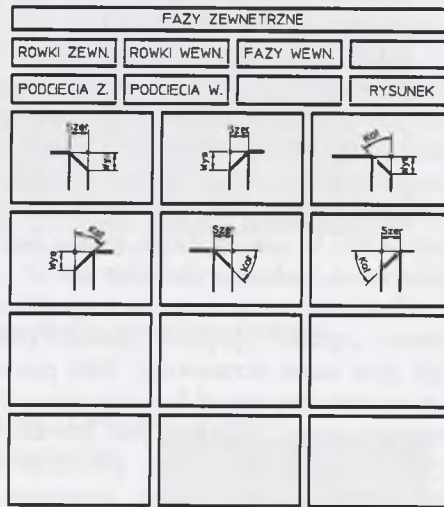 FAZY ZEWNETRZNE
ROWKI ZEWN. ROWKI WEWN. FAZY WEWN.
PODCIECIA Z. PODCIECIA W. RYSUNEK
Szer Szer Kat
Wys Wys Wys
Kat Szer Szer
Wys Kat Kat